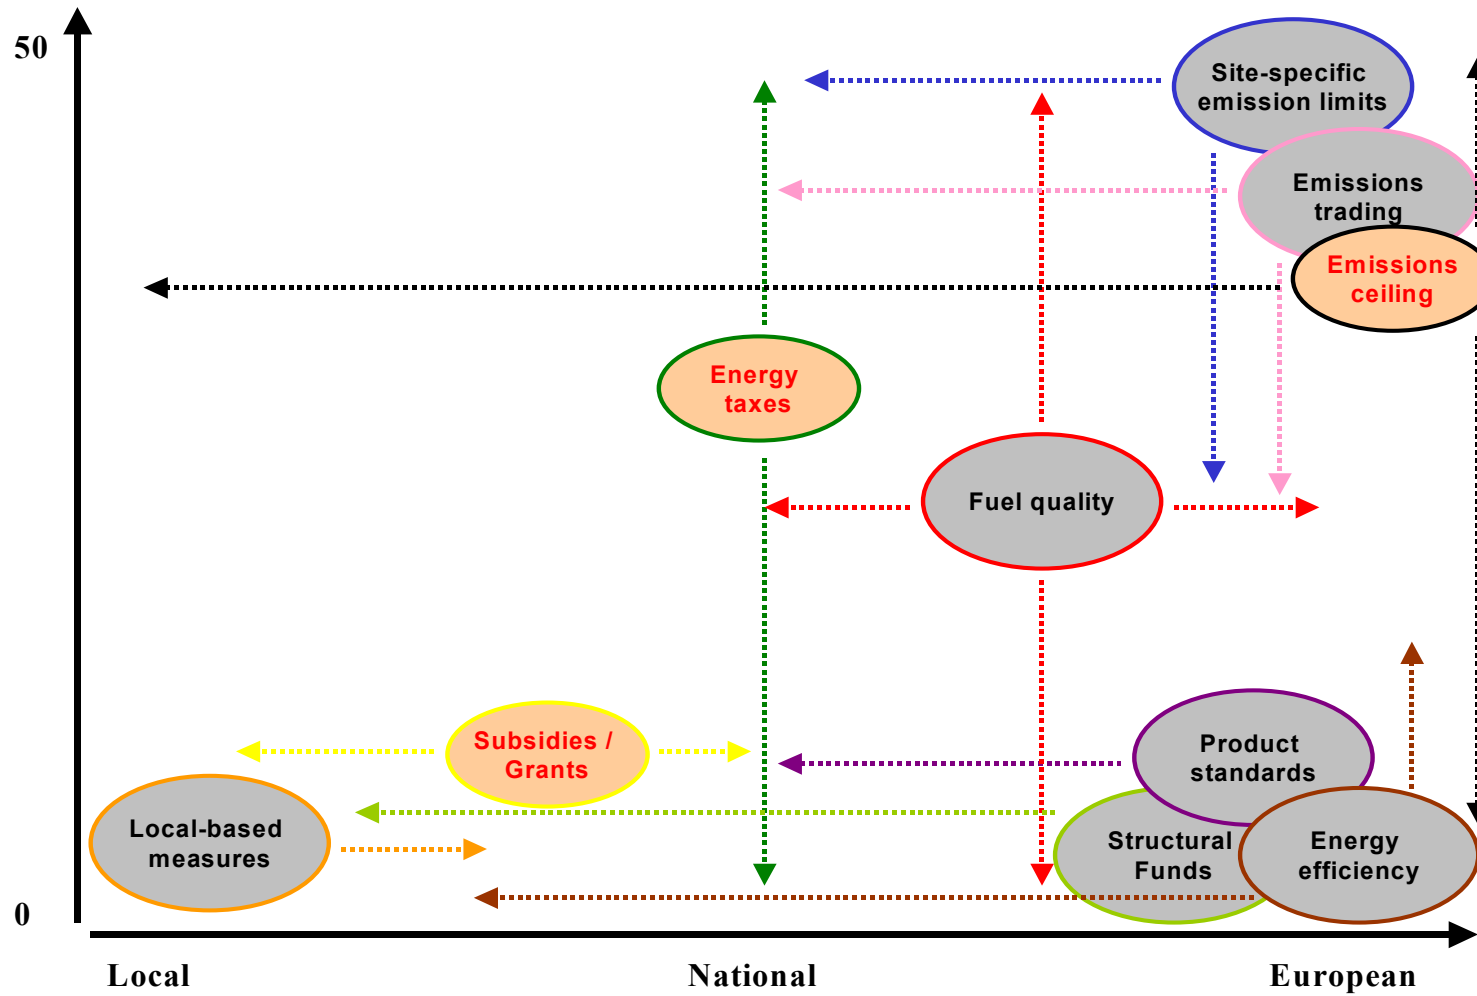 50
Site-specific
emission limits
Emissions
trading
Emissions
ceiling
Energy
taxes
Fuel quality
Subsidies /
Grants
Product
standards
Local-based
measures
Structural
Funds
Energy
efficiency
0
Local
National
European